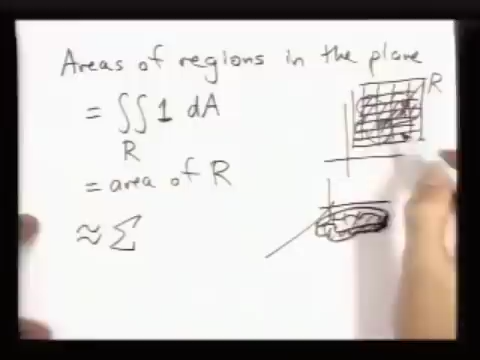 Areas of regions in the plane
= ∬ 1 dA
R
= area of R
≈ Σ
R